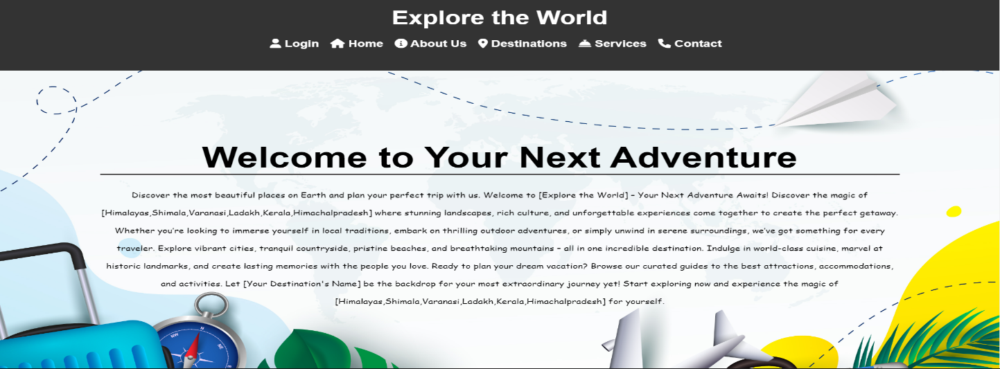 Explore the World
Login Home About Us Destinations Services Contact
Welcome to Your Next Adventure
Discover the most beautiful places on Earth and plan your perfect trip with us. Welcome to [Explore the World] – Your Next Adventure Awaits! Discover the magic of
[Himalayas,Shimala,Varanasi,Ladakh,Kerala,Himachalpradesh] where stunning landscapes, rich culture, and unforgettable experiences come together to create the perfect getaway.
Whether you're looking to immerse yourself in local traditions, embark on thrilling outdoor adventures, or simply unwind in serene surroundings, we've got something for every
traveler. Explore vibrant cities, tranquil countryside, pristine beaches, and breathtaking mountains – all in one incredible destination. Indulge in world-class cuisine, marvel at
historic landmarks, and create lasting memories with the people you love. Ready to plan your dream vacation? Browse our curated guides to the best attractions, accommodations,
and activities. Let [Your Destination's Name] be the backdrop for your most extraordinary journey yet! Start exploring now and experience the magic of
[Himalayas,Shimala,Varanasi,Ladakh,Kerala,Himachalpradesh] for yourself.
NW N NE E